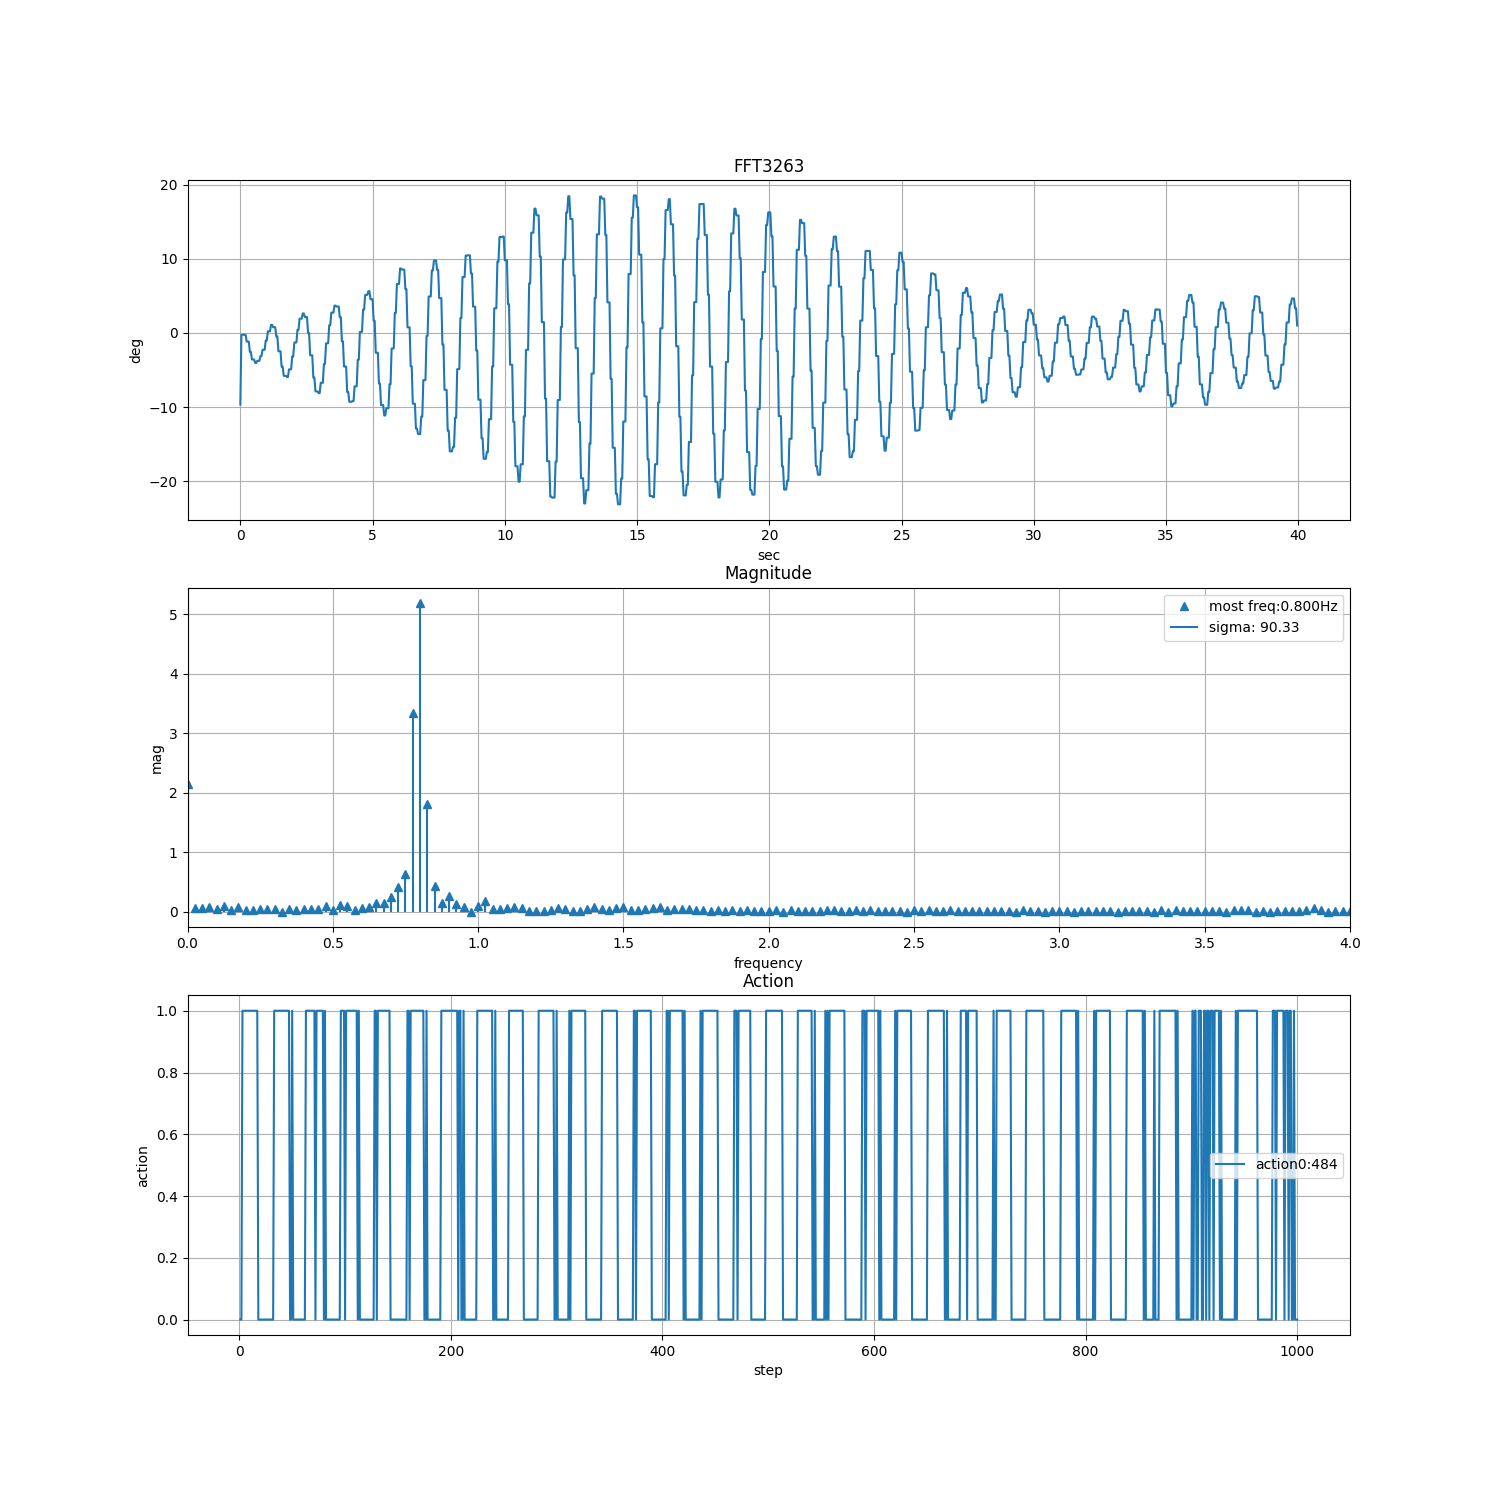 FFT3263
20
10
0
−10
−20
deg
0 5 10 15 20 25 30 35 40
sec
Magnitude
most freq:0.800Hz
sigma: 90.33
5
4
3
2
1
0
mag
0.0 0.5 1.0 1.5 2.0 2.5 3.0 3.5 4.0
frequency
Action
1.0
0.8
0.6
0.4
0.2
0.0
action
action0:484
0 200 400 600 800 1000
step